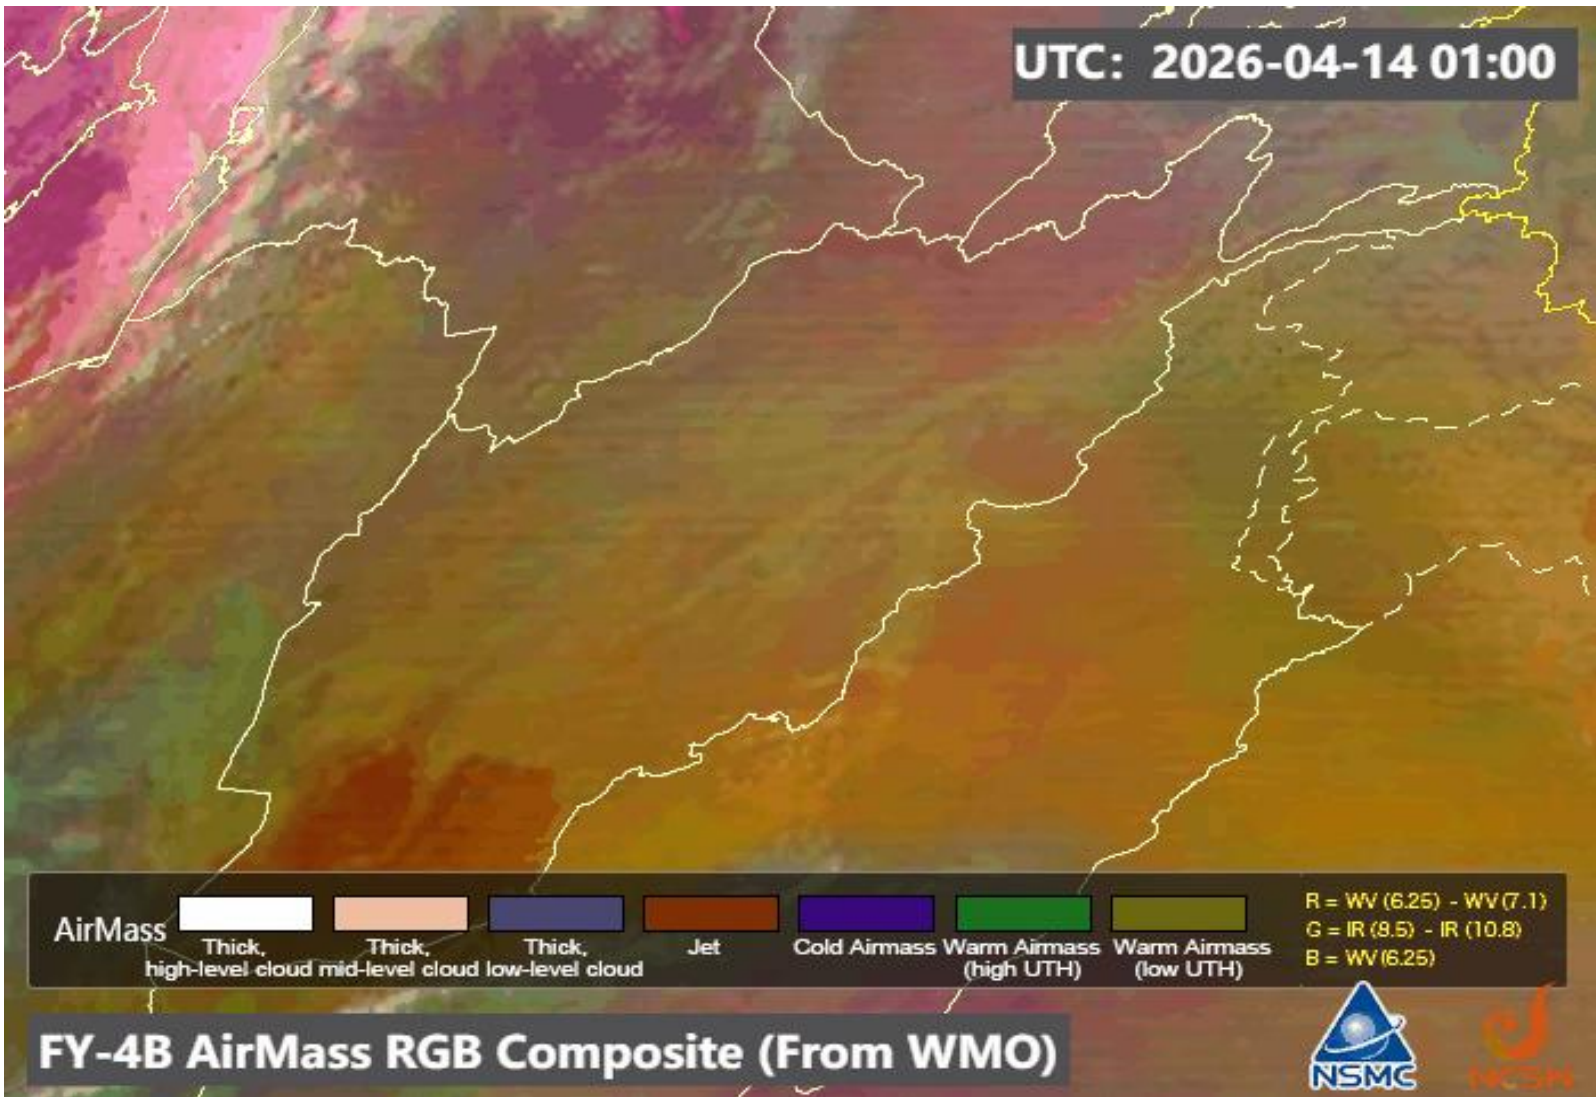 UTC: 2026-04-14 01:00
AirMass
Thick,
high-level cloud
Thick,
mid-level cloud
Thick,
low-level cloud
Jet
Cold Airmass
Warm Airmass
(high UTH)
Warm Airmass
(low UTH)
R = WV (6.25) - WV (7.1)
G = IR (8.5) - IR (10.8)
B = WV (6.25)
FY-4B AirMass RGB Composite (From WMO)
NSMC
NCSN